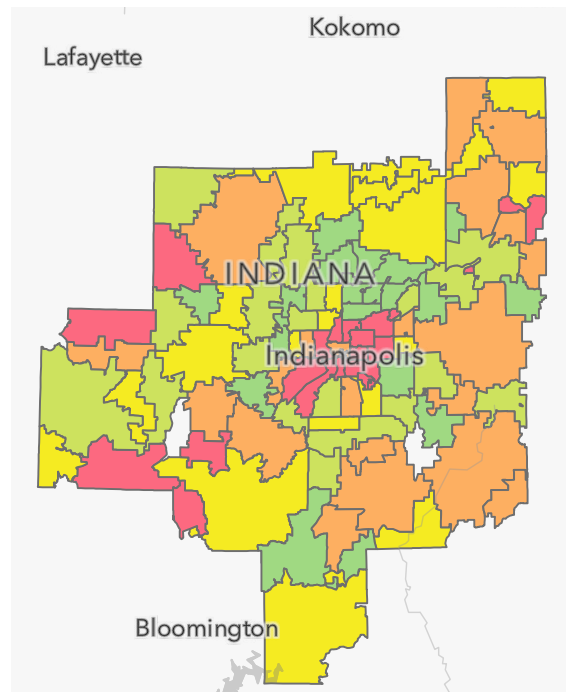 Kokomo
Lafayette
INDIANA
Indianapolis
Bloomington